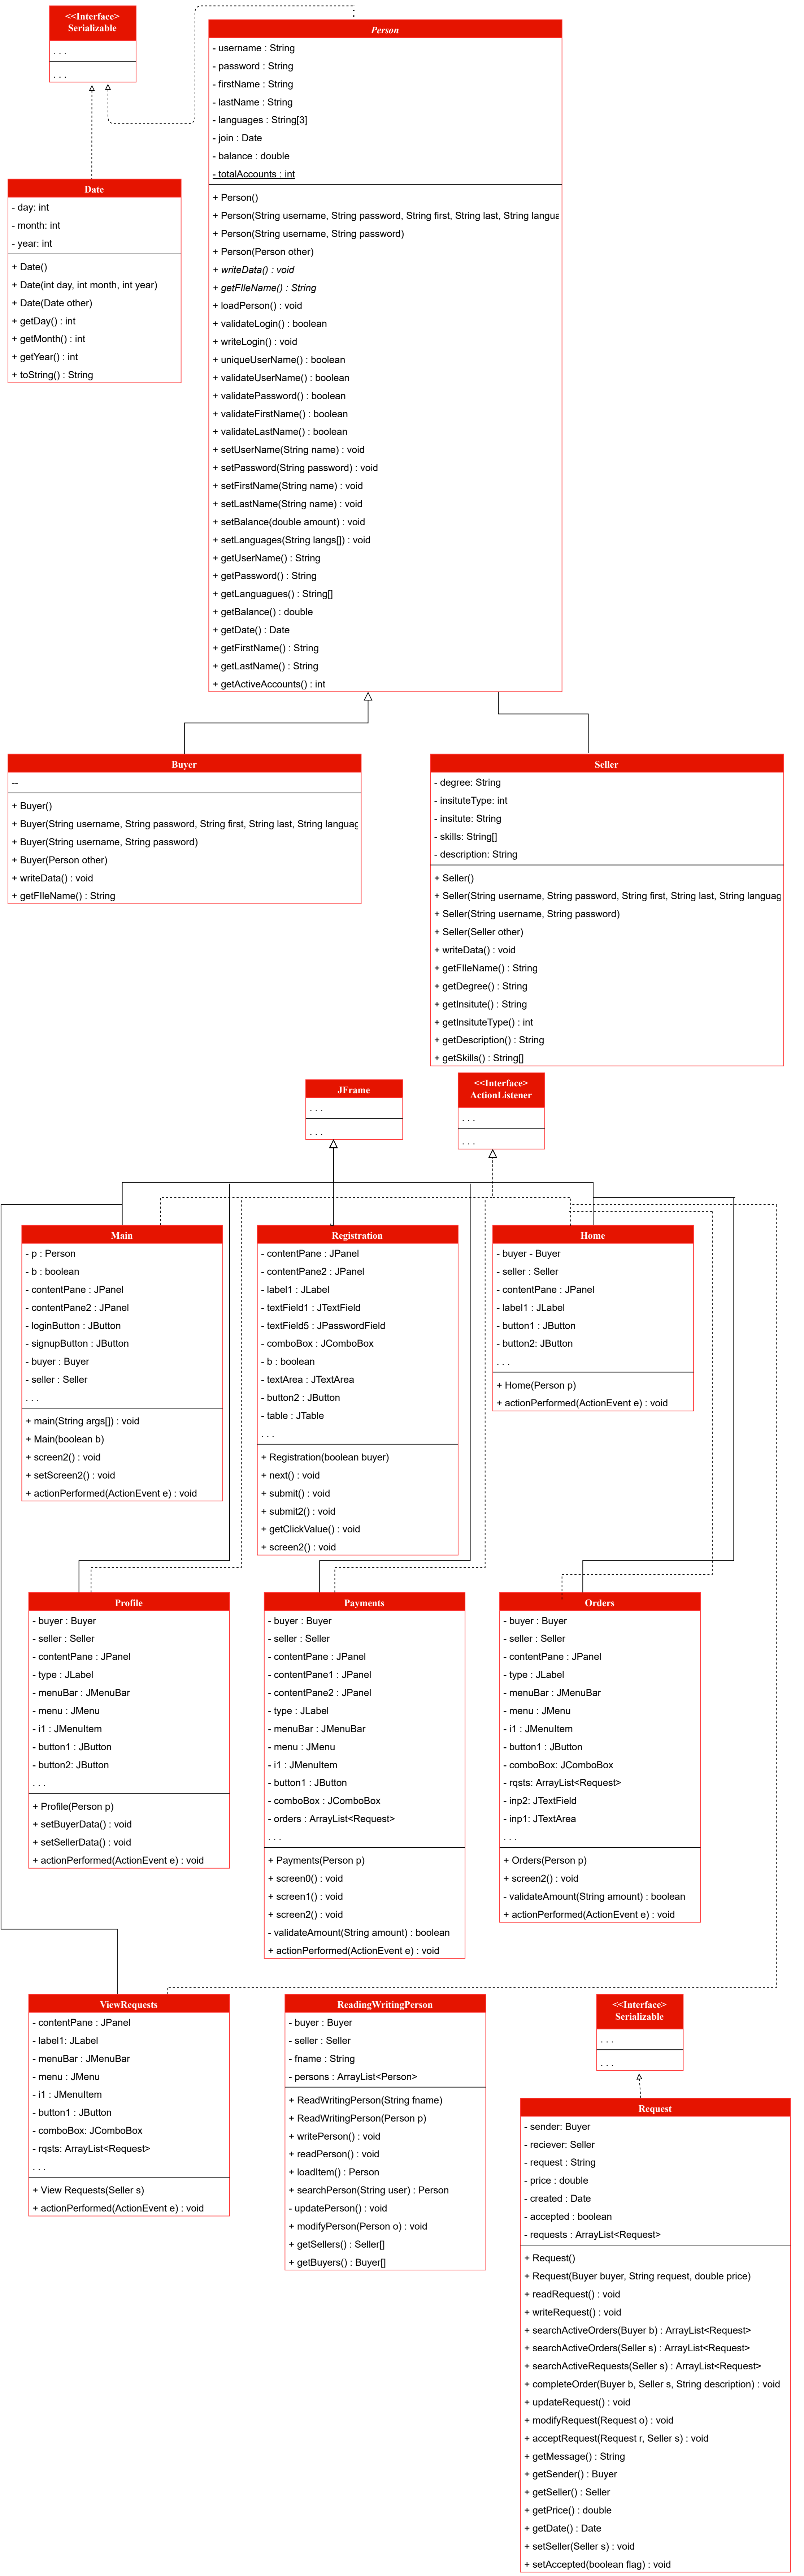 <<Interface>>
Serializable
. . .
. . .
Person
- username : String
- password : String
- firstName : String
- lastName : String
- languages : String[3]
- join : Date
- balance : double
- totalAccounts : int
+ Person()
+ Person(String username, String password, String first, String last, String langua
+ Person(String username, String password)
+ Person(Person other)
+ writeData() : void
+ getFIleName() : String
+ loadPerson() : void
+ validateLogin() : boolean
+ writeLogin() : void
+ uniqueUserName() : boolean
+ validateUserName() : boolean
+ validatePassword() : boolean
+ validateFirstName() : boolean
+ validateLastName() : boolean
+ setUserName(String name) : void
+ setPassword(String password) : void
+ setFirstName(String name) : void
+ setLastName(String name) : void
+ setBalance(double amount) : void
+ setLanguages(String langs[]) : void
+ getUserName() : String
+ getPassword() : String
+ getLanguagues() : String[]
+ getBalance() : double
+ getDate() : Date
+ getFirstName() : String
+ getLastName() : String
+ getActiveAccounts() : int
Date
- day: int
- month: int
- year: int
+ Date()
+ Date(int day, int month, int year)
+ Date(Date other)
+ getDay() : int
+ getMonth() : int
+ getYear() : int
+ toString() : String
Buyer
--
+ Buyer()
+ Buyer(String username, String password, String first, String last, String languag
+ Buyer(String username, String password)
+ Buyer(Person other)
+ writeData() : void
+ getFIleName() : String
Seller
- degree: String
- insituteType: int
- insitute: String
- skills: String[]
- description: String
+ Seller()
+ Seller(String username, String password, String first, String last, String languag
+ Seller(String username, String password)
+ Seller(Seller other)
+ writeData() : void
+ getFIleName() : String
+ getDegree() : String
+ getInsitute() : String
+ getInsituteType() : int
+ getDescription() : String
+ getSkills() : String[]
JFrame
. . .
. . .
<<Interface>
ActionListener
. . .
. . .
Main
- p : Person
- b : boolean
- contentPane : JPanel
- contentPane2 : JPanel
- loginButton : JButton
- signupButton : JButton
- buyer : Buyer
- seller : Seller
. . .
+ main(String args[]) : void
+ Main(boolean b)
+ screen2() : void
+ setScreen2() : void
+ actionPerformed(ActionEvent e) : void
Registration
- contentPane : JPanel
- contentPane2 : JPanel
- label1 : JLabel
- textField1 : JTextField
- textField5 : JPasswordField
- comboBox : JComboBox
- b : boolean
- textArea : JTextArea
- button2 : JButton
- table : JTable
. . .
+ Registration(boolean buyer)
+ next() : void
+ submit() : void
+ submit2() : void
+ getClickValue() : void
+ screen2() : void
Home
- buyer - Buyer
- seller : Seller
- contentPane : JPanel
- label1 : JLabel
- button1 : JButton
- button2: JButton
. . .
+ Home(Person p)
+ actionPerformed(ActionEvent e) : void
Profile
- buyer : Buyer
- seller : Seller
- contentPane : JPanel
- type : JLabel
- menuBar : JMenuBar
- menu : JMenu
- i1 : JMenuItem
- button1 : JButton
- button2: JButton
. . .
+ Profile(Person p)
+ setBuyerData() : void
+ setSellerData() : void
+ actionPerformed(ActionEvent e) : void
Payments
- buyer : Buyer
- seller : Seller
- contentPane : JPanel
- contentPane1 : JPanel
- contentPane2 : JPanel
- type : JLabel
- menuBar : JMenuBar
- menu : JMenu
- i1 : JMenuItem
- button1 : JButton
- comboBox : JComboBox
- orders : ArrayList<Request>
. . .
+ Payments(Person p)
+ screen0() : void
+ screen1() : void
+ screen2() : void
- validateAmount(String amount) : boolean
+ actionPerformed(ActionEvent e) : void
Orders
- buyer : Buyer
- seller : Seller
- contentPane : JPanel
- type : JLabel
- menuBar : JMenuBar
- menu : JMenu
- i1 : JMenuItem
- button1 : JButton
- comboBox: JComboBox
- rqsts: ArrayList<Request>
- inp2: JTextField
- inp1: JTextArea
. . .
+ Orders(Person p)
+ screen2() : void
- validateAmount(String amount) : boolean
+ actionPerformed(ActionEvent e) : void
ViewRequests
- contentPane : JPanel
- label1: JLabel
- menuBar : JMenuBar
- menu : JMenu
- i1 : JMenuItem
- button1 : JButton
- comboBox: JComboBox
- rqsts: ArrayList<Request>
. . .
+ View Requests(Seller s)
+ actionPerformed(ActionEvent e) : void
ReadingWritingPerson
- buyer : Buyer
- seller : Seller
- fname : String
- persons : ArrayList<Person>
+ ReadWritingPerson(String fname)
+ ReadWritingPerson(Person p)
+ writePerson() : void
+ readPerson() : void
+ loadItem() : Person
+ searchPerson(String user) : Person
- updatePerson() : void
+ modifyPerson(Person o) : void
+ getSellers() : Seller[]
+ getBuyers() : Buyer[]
<<Interface>
Serializable
. . .
. . .
Request
- sender: Buyer
- reciever: Seller
- request : String
- price : double
- created : Date
- accepted : boolean
- requests : ArrayList<Request>
+ Request()
+ Request(Buyer buyer, String request, double price)
+ readRequest() : void
+ writeRequest() : void
+ searchActiveOrders(Buyer b) : ArrayList<Request>
+ searchActiveOrders(Seller s) : ArrayList<Request>
+ searchActiveRequests(Seller s) : ArrayList<Request>
+ completeOrder(Buyer b, Seller s, String description) : void
+ updateRequest() : void
+ modifyRequest(Request o) : void
+ acceptRequest(Request r, Seller s) : void
+ getMessage() : String
+ getSender() : Buyer
+ getSeller() : Seller
+ getPrice() : double
+ getDate() : Date
+ setSeller(Seller s) : void
+ setAccepted(boolean flag) : void